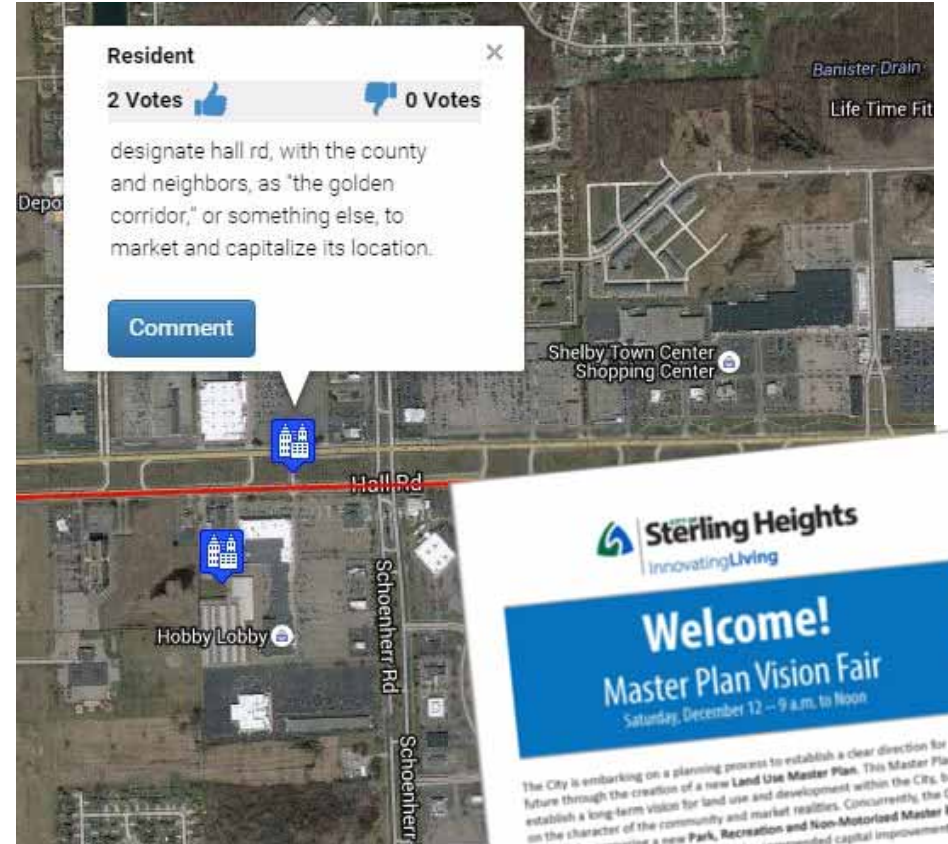 Resident
2 Votes
0 Votes
designate hall rd, with the county
and neighbors, as "the golden
corridor," or something else, to
market and capitalize its location.
Comment
Banister Drain
Life Time Fit
Depo
Shelby Town Center
Shopping Center
Hall Rd
Schoenherr Rd
Hobby Lobby
Schoenherr
CITY OF
Sterling Heights
InnovatingLiving
Welcome!
Master Plan Vision Fair
Saturday, December 12 – 9 a.m. to Noon
The City is embarking on a planning process to establish a clear direction for
future through the creation of a new Land Use Master Plan. This Master Pla
establish a long-term vision for land use and development within the City, b
on the character of the community and market realities. Concurrently, the C
a new Park, Recreation and Non-Motorized Master
capital improvement